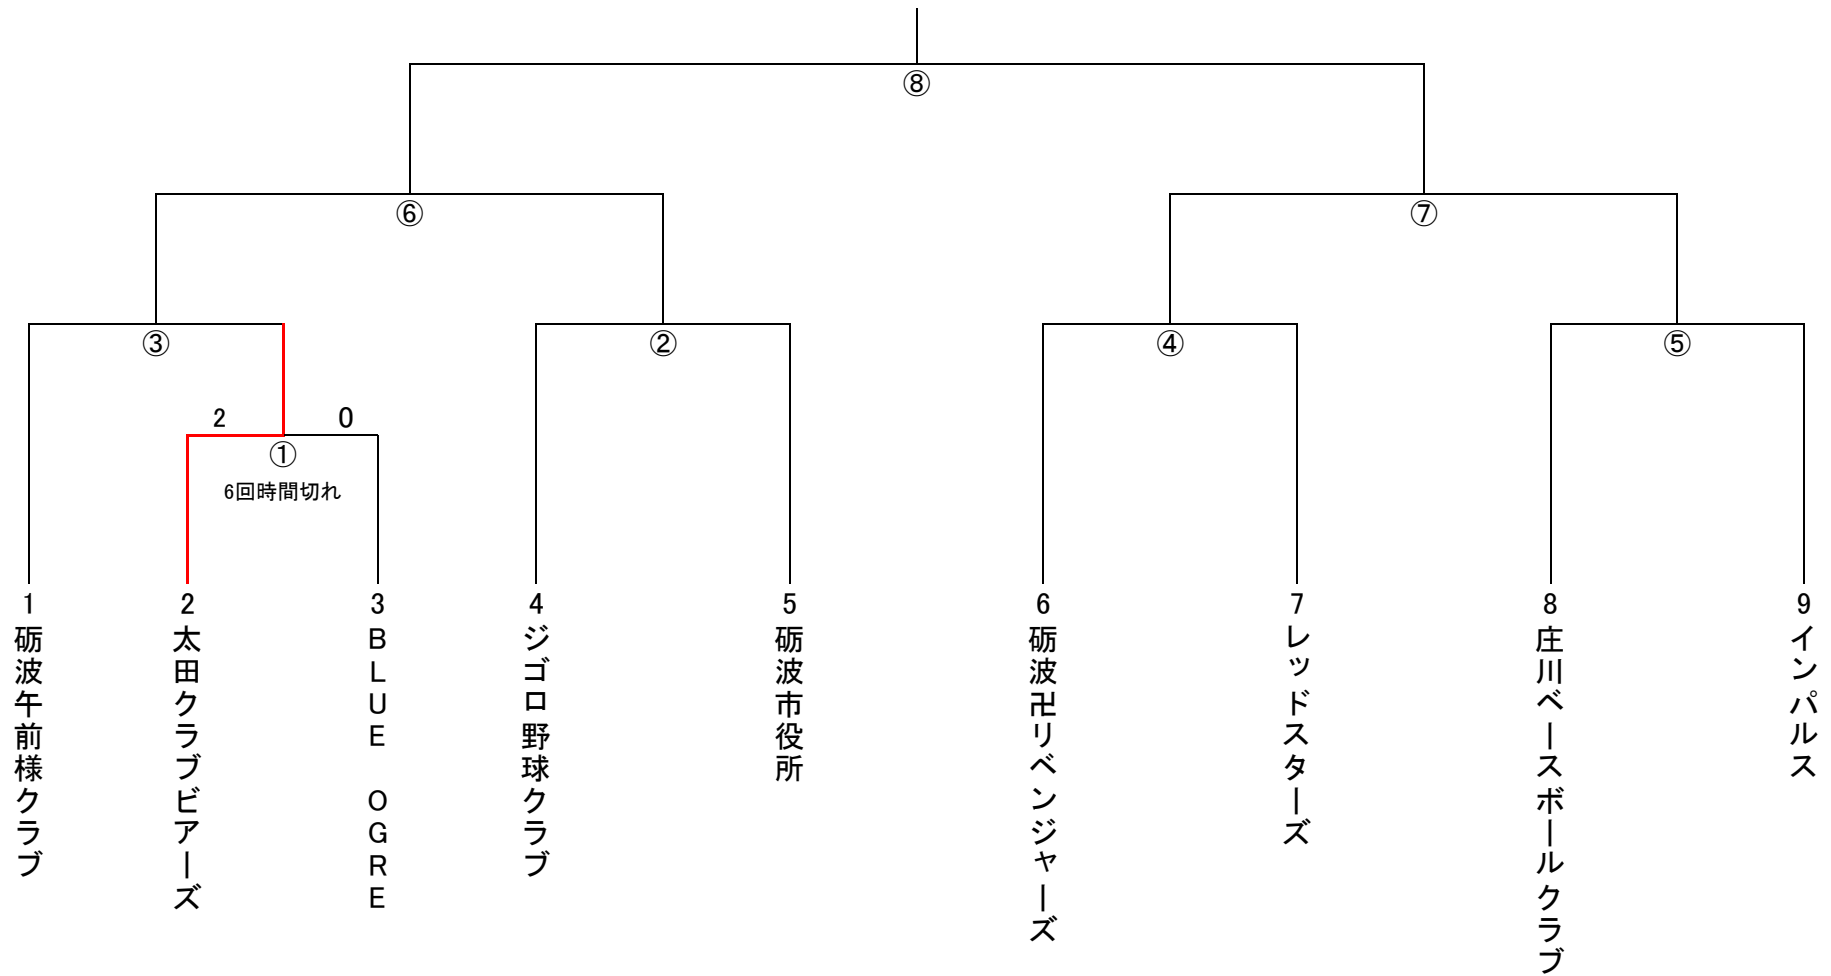 ⑧
⑥
⑦
③
②
④
⑤
2
0
①
6回時間切れ
1
砺波午前様クラブ
2
太田クラブビアーズ
3
BLUE OGRE
4
ジゴロ野球クラブ
5
砺波市役所
6
砺波卍リベンジャーズ
7
レッドスターズ
8
庄川ベースボールクラブ
9
インパルス